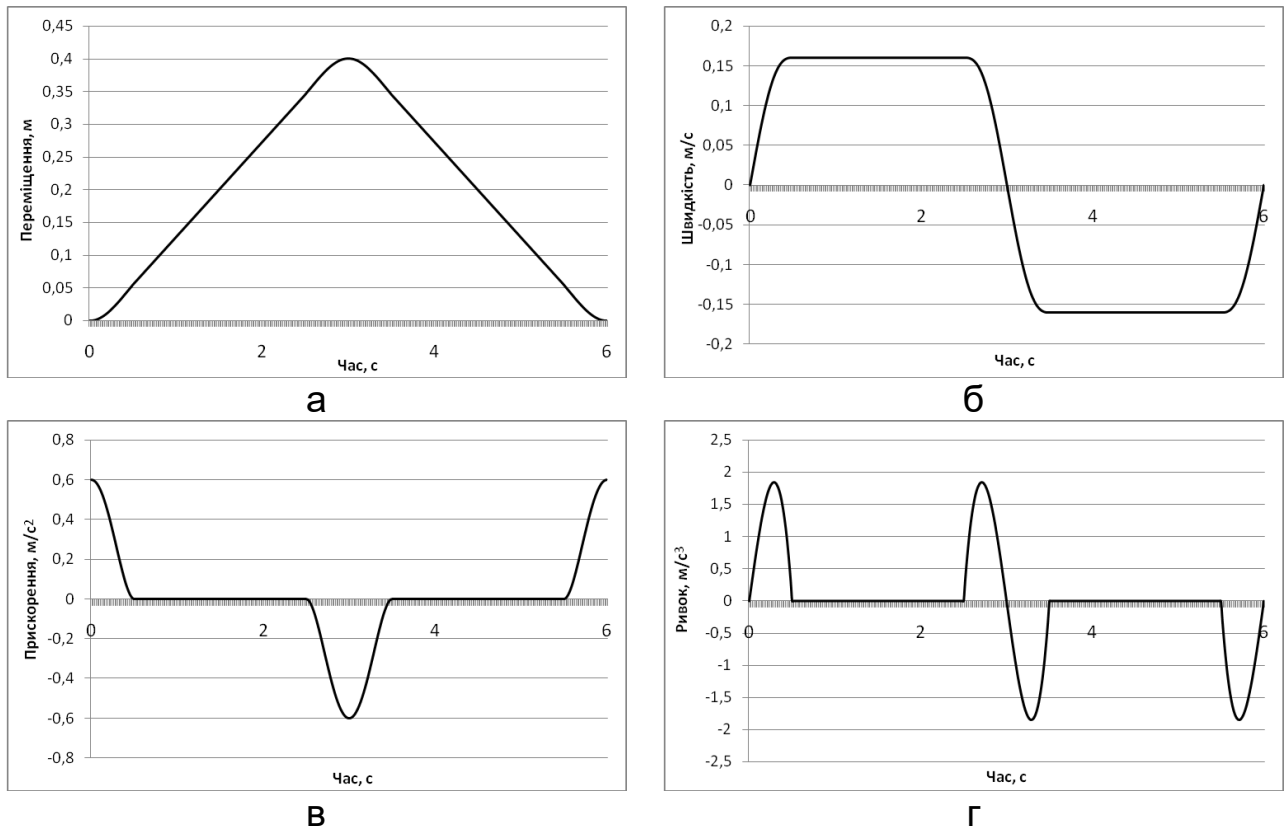 0,45
0,4
0,35
0,3
0,25
0,2
0,15
0,1
0,05
0
0 2 4 6
Переміщення, м
Час, с
а
0,2
0,15
0,1
0,05
0
-0,05
-0,1
-0,15
-0,2
0 2 4 6
Швидкість, м/с
Час, с
б
0,8
0,6
0,4
0,2
0
-0,2
-0,4
-0,6
-0,8
0 2 4 6
Прискорення, м/с²
Час, с
в
2,5
2
1,5
1
0,5
0
-0,5
-1
-1,5
-2
-2,5
0 2 4 6
Ривок, м/с³
Час, с
г